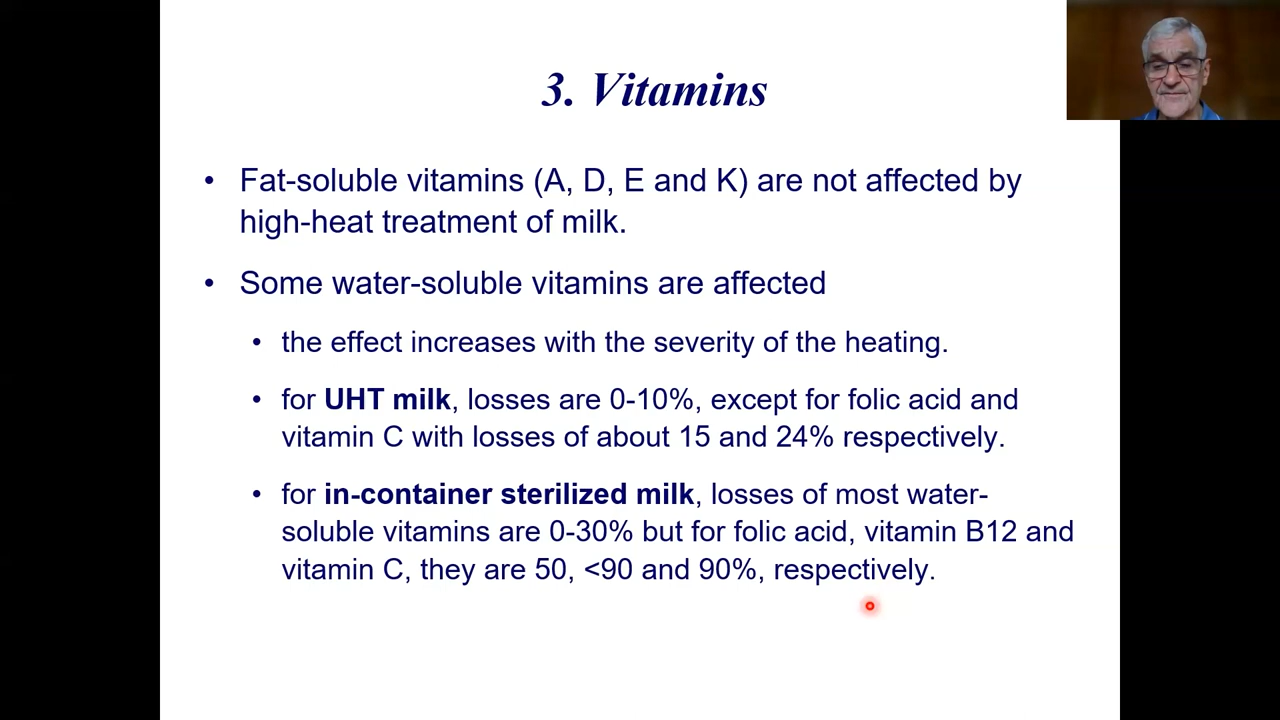 3. Vitamins
• Fat-soluble vitamins (A, D, E and K) are not affected by
high-heat treatment of milk.
• Some water-soluble vitamins are affected
• the effect increases with the severity of the heating.
• for UHT milk, losses are 0-10%, except for folic acid and
vitamin C with losses of about 15 and 24% respectively.
• for in-container sterilized milk, losses of most water-
soluble vitamins are 0-30% but for folic acid, vitamin B12 and
vitamin C, they are 50, <90 and 90%, respectively.